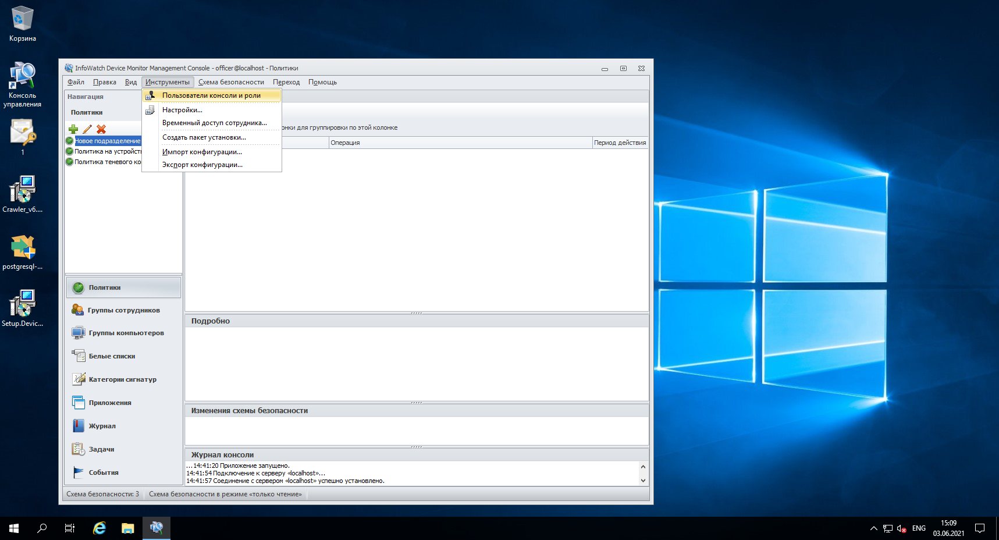 Корзина
Консоль
управления
1
Crawler_v6....
postgresql-...
Setup.Devic...
InfoWatch Device Monitor Management Console - officer@localhost - Политики
Файл Правка Вид Инструменты Схема безопасности Переход Помощь
Навигация
Политики
Новое подразделение
Политика на устройст
Политика теневого ко
Пользователи консоли и роли
Настройки...
Временный доступ сотрудника...
Создать пакет установки...
Импорт конфигурации...
Экспорт конфигурации...
онки для группировки по этой колонке
Операция Период действия
Политики
Группы сотрудников
Группы компьютеров
Белые списки
Категории сигнатур
Приложения
Журнал
Задачи
События
Подробно
Изменения схемы безопасности
Журнал консоли
...14:41:20 Приложение запущено.
14:41:54 Подключение к серверу «localhost»...
14:41:57 Соединение с сервером «localhost» успешно установлено.
Схема безопасности: 3 Схема безопасности в режиме «только чтение»
ENG
15:09
03.06.2021